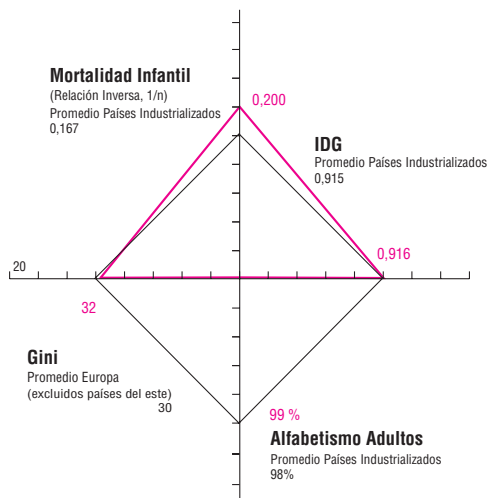 Mortalidad Infantil
(Relación Inversa, 1/n)
Promedio Países Industrializados
0,167
0,200
IDG
Promedio Países Industrializados
0,915
0,916
20
32
Gini
Promedio Europa
(excluidos países del este)
30
99 %
Alfabetismo Adultos
Promedio Países Industrializados
98%